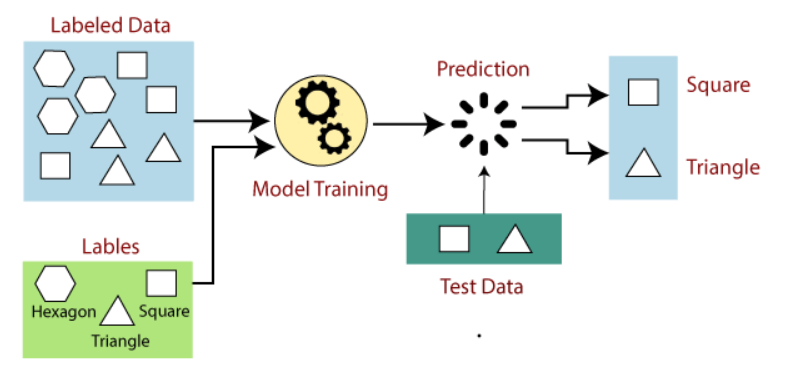 Labeled Data
Prediction
Square
Triangle
Model Training
Lables
Hexagon
Square
Triangle
Test Data